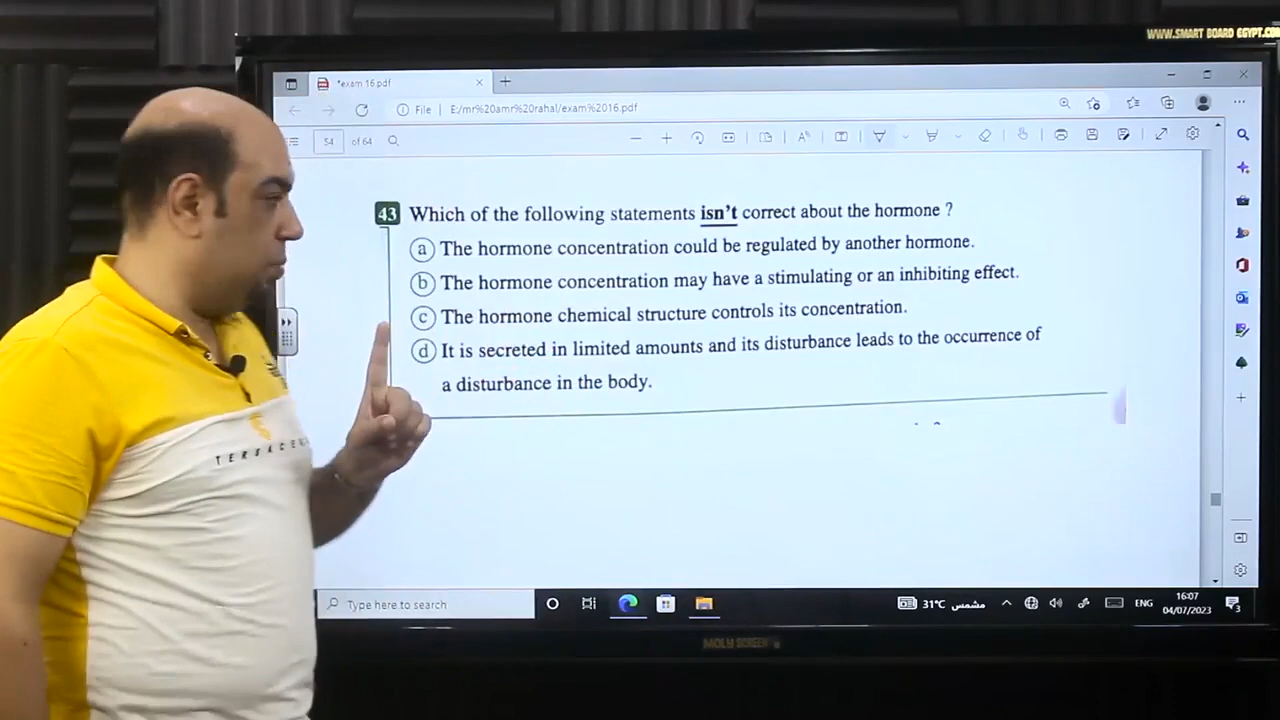 WWW.SMART BOARD EGYPT.COM
*exam 16.pdf
File E:/mr%20amr%20rahal/exam%2016.pdf
54 of 64
43 Which of the following statements isn't correct about the hormone ?
a The hormone concentration could be regulated by another hormone.
b The hormone concentration may have a stimulating or an inhibiting effect.
c The hormone chemical structure controls its concentration.
d It is secreted in limited amounts and its disturbance leads to the occurrence of
a disturbance in the body.
Type here to search
31°C مشمس
ENG
16:07
04/07/2023
3
MOLH SCREEN